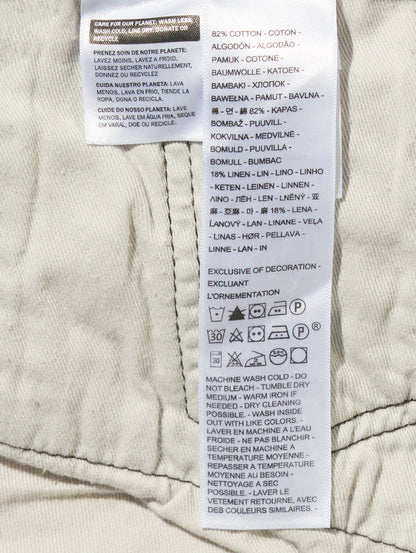 CARE FOR OUR PLANET: WASH LESS,
WASH COLD, LINE DRY, DONATE OR
RECYCLE
PRENEZ SOIN DE NOTRE PLANETE:
LAVEZ MOINS, LAVEZ A FROID,
LAISSEZ SÉCHER NATURELLEMENT,
DONNEZ OU RECYCLEZ
CUIDA NUESTRO PLANETA: LAVA
MENOS, LAVA EN FRIO, TIENDE LA
ROPA, DONA O RECICLA.
CUIDE DO NOSSO PLANETA: LAVE
MENOS, LAVE EM ÁGUA FRIA, SEQUE
EM VARAL, DOE OU RECICLE.
82% COTTON - COTON -
ALGODÓN - ALGODÃO -
PAMUK - COTONE -
BAUMWOLLE - KATOEN -
BAMBAKI - ХЛОПОК -
BAWEŁNA - PAMUT - BAVLNA -
棉 - 면 - 綿 - 82% - KAPAS -
BOMBAŽ - PUUVILL -
KOKVILNA - MEDVILNĖ -
BOMULD - PUUVILLA -
BOMULL - BUMBAC
18% LINEN - LIN - LINO - LINHO
- KETEN - LEINEN - LINNEN -
ΛΙΝΟ - ЛЁН - LEN - LNĚNÝ - 亚
麻/亞麻 - 마 - 麻 18% - LENA -
ĽANOVÝ - LAN - LINANE - VEĻA
- LINAS - HØR - PELLAVA -
LINNE - LAN - IN
EXCLUSIVE OF DECORATION -
EXCLUANT
L'ORNEMENTATION
P
30 P ®
30
MACHINE WASH COLD - DO
NOT BLEACH - TUMBLE DRY
MEDIUM - WARM IRON IF
NEEDED - DRY CLEANING
POSSIBLE. - WASH INSIDE
OUT WITH LIKE COLORS. -
LAVER EN MACHINE A L'EAU
FROIDE - NE PAS BLANCHIR -
SECHER EN MACHINE A
TEMPERATURE MOYENNE -
REPASSER A TEMPERATURE
MOYENNE AU BESOIN -
NETTOYAGE A SEC
POSSIBLE. - LAVER LE
VETEMENT RETOURNE, AVEC
DES COULEURS SIMILAIRES. -